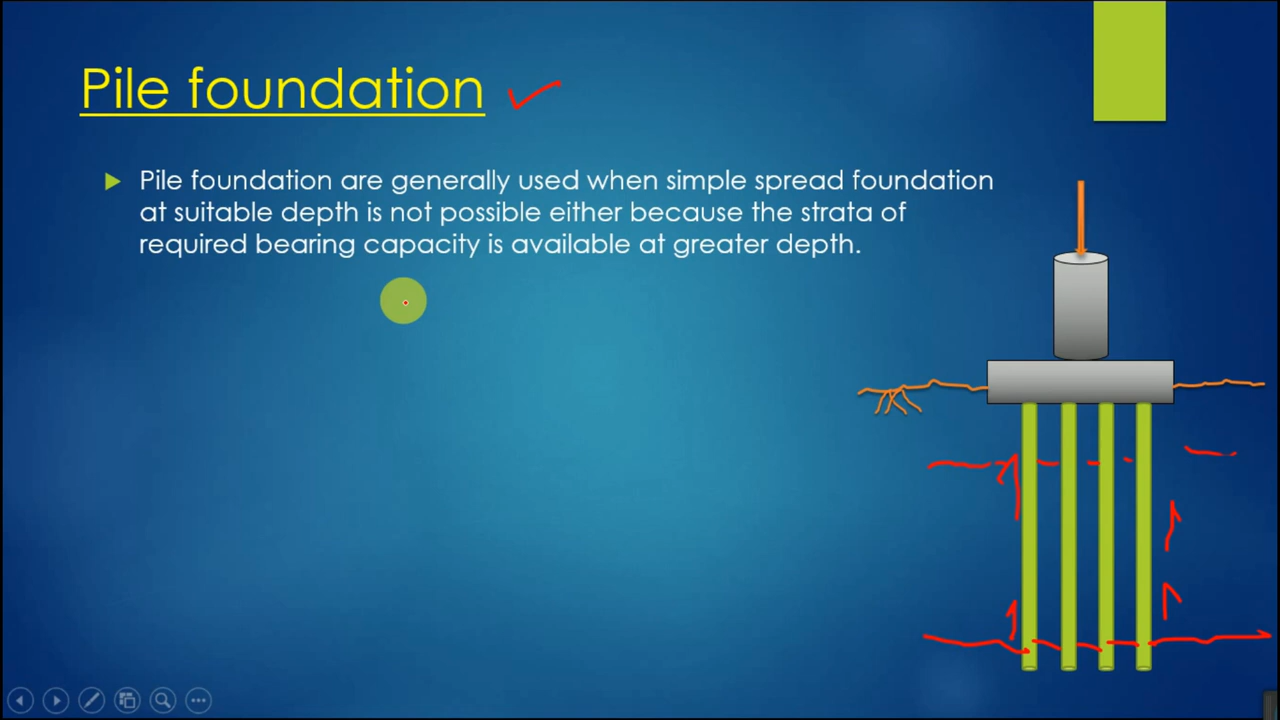 Pile foundation
Pile foundation are generally used when simple spread foundation
at suitable depth is not possible either because the strata of
required bearing capacity is available at greater depth.